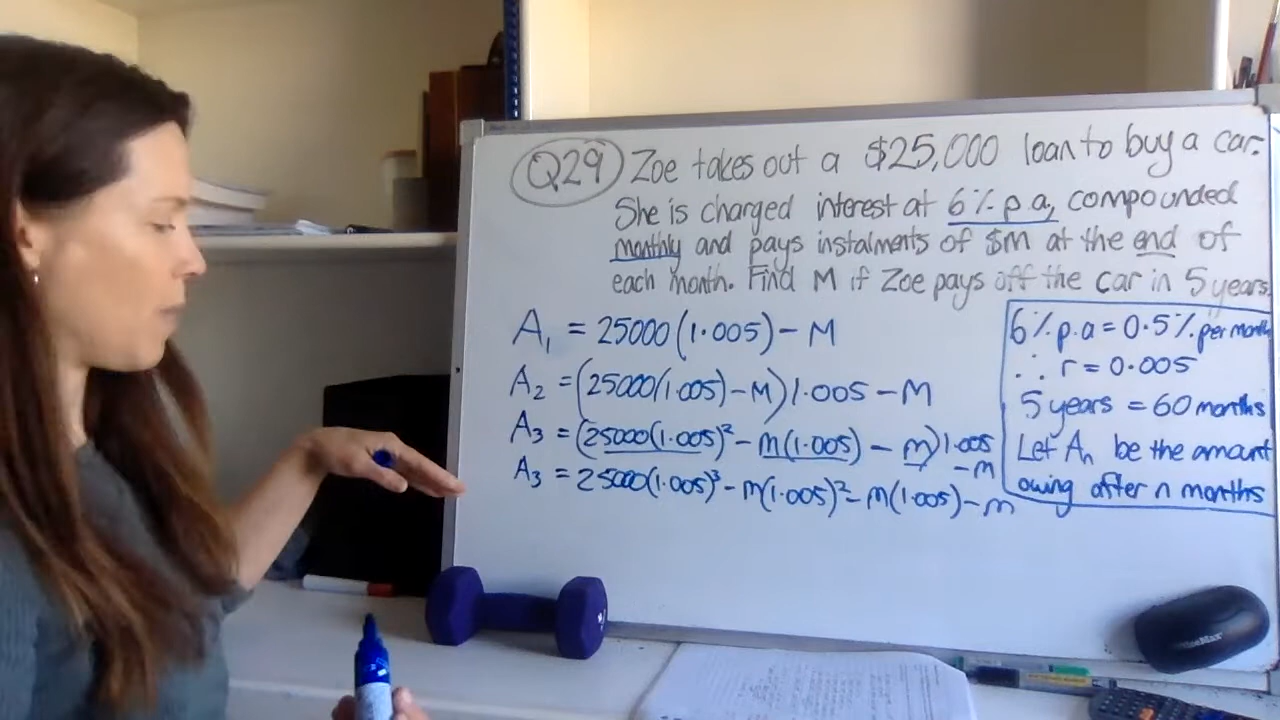 Q29 Zoe takes out a $25,000 loan to buy a car.
She is charged interest at 6% p.a, compounded
monthly and pays instalments of $M at the end of
each month. Find M if Zoe pays off the car in 5 years.
A₁ = 25000(1.005) - M
A₂ = (25000(1.005) - M)1.005 - M
A₃ = (25000(1.005)² - M(1.005) - M)1.005
- M
A₃ = 25000(1.005)³ - M(1.005)² - M(1.005) - M
6% p.a = 0.5% per month
∴ r = 0.005
5 years = 60 months
Let Aₙ be the amount
owing after n months